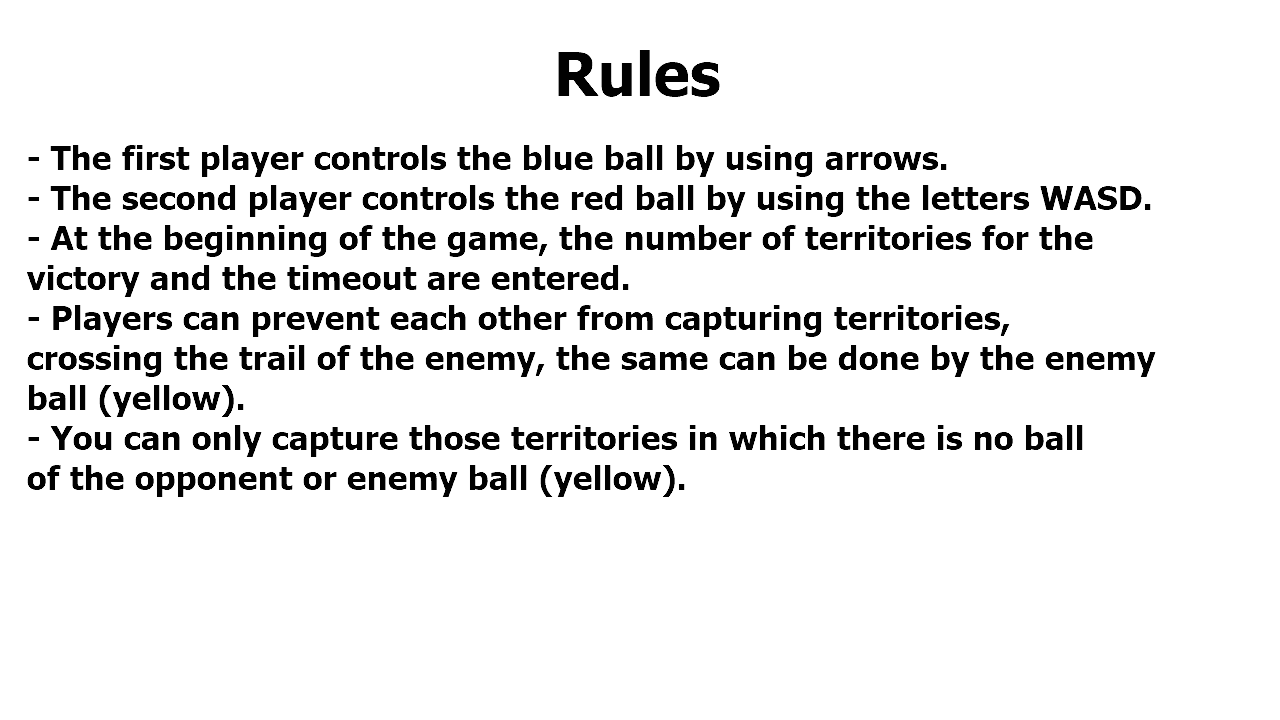 Rules
- The first player controls the blue ball by using arrows.
- The second player controls the red ball by using the letters WASD.
- At the beginning of the game, the number of territories for the
victory and the timeout are entered.
- Players can prevent each other from capturing territories,
crossing the trail of the enemy, the same can be done by the enemy
ball (yellow).
- You can only capture those territories in which there is no ball
of the opponent or enemy ball (yellow).